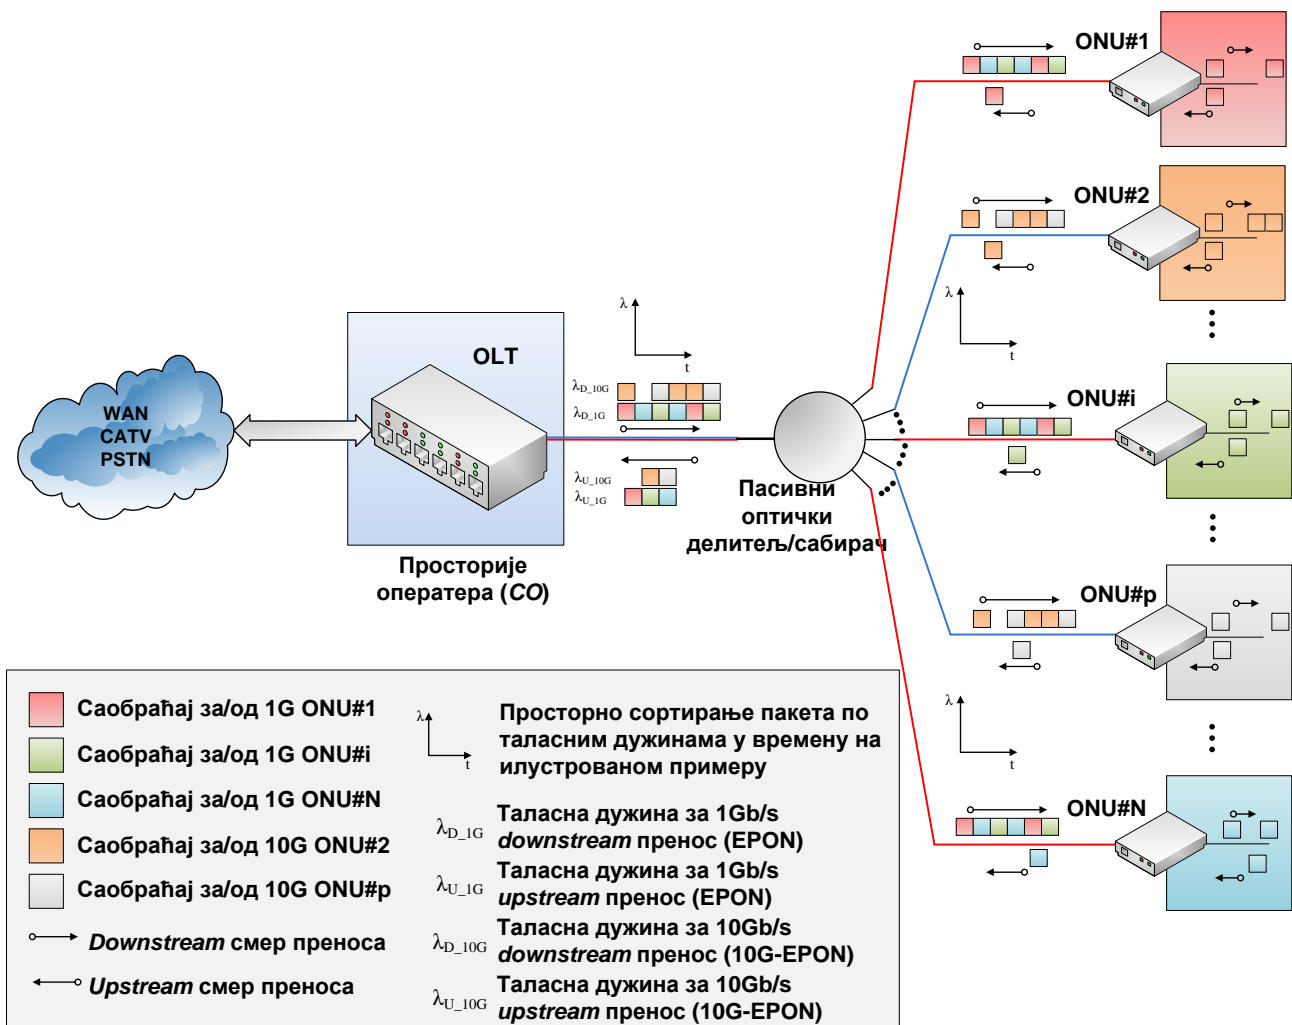 ONU#1
ONU#2
λ
t
λ
t
OLT
λD_10G
λD_1G
λU_10G
λU_1G
WAN
CATV
PSTN
ONU#i
Пасивни
оптички
делитељ/сабирач
Просторије
оператера (CO)
ONU#p
λ
t
ONU#N
Саобраћај за/од 1G ONU#1
Саобраћај за/од 1G ONU#i
Саобраћај за/од 1G ONU#N
Саобраћај за/од 10G ONU#2
Саобраћај за/од 10G ONU#p
Downstream смер преноса
Upstream смер преноса
λ
t
Просторно сортирање пакета по
таласним дужинама у времену на
илустрованом примеру
λD_1G
Таласна дужина за 1Gb/s
downstream пренос (EPON)
λU_1G
Таласна дужина за 1Gb/s
upstream пренос (EPON)
λD_10G
Таласна дужина за 10Gb/s
downstream пренос (10G-EPON)
λU_10G
Таласна дужина за 10Gb/s
upstream пренос (10G-EPON)